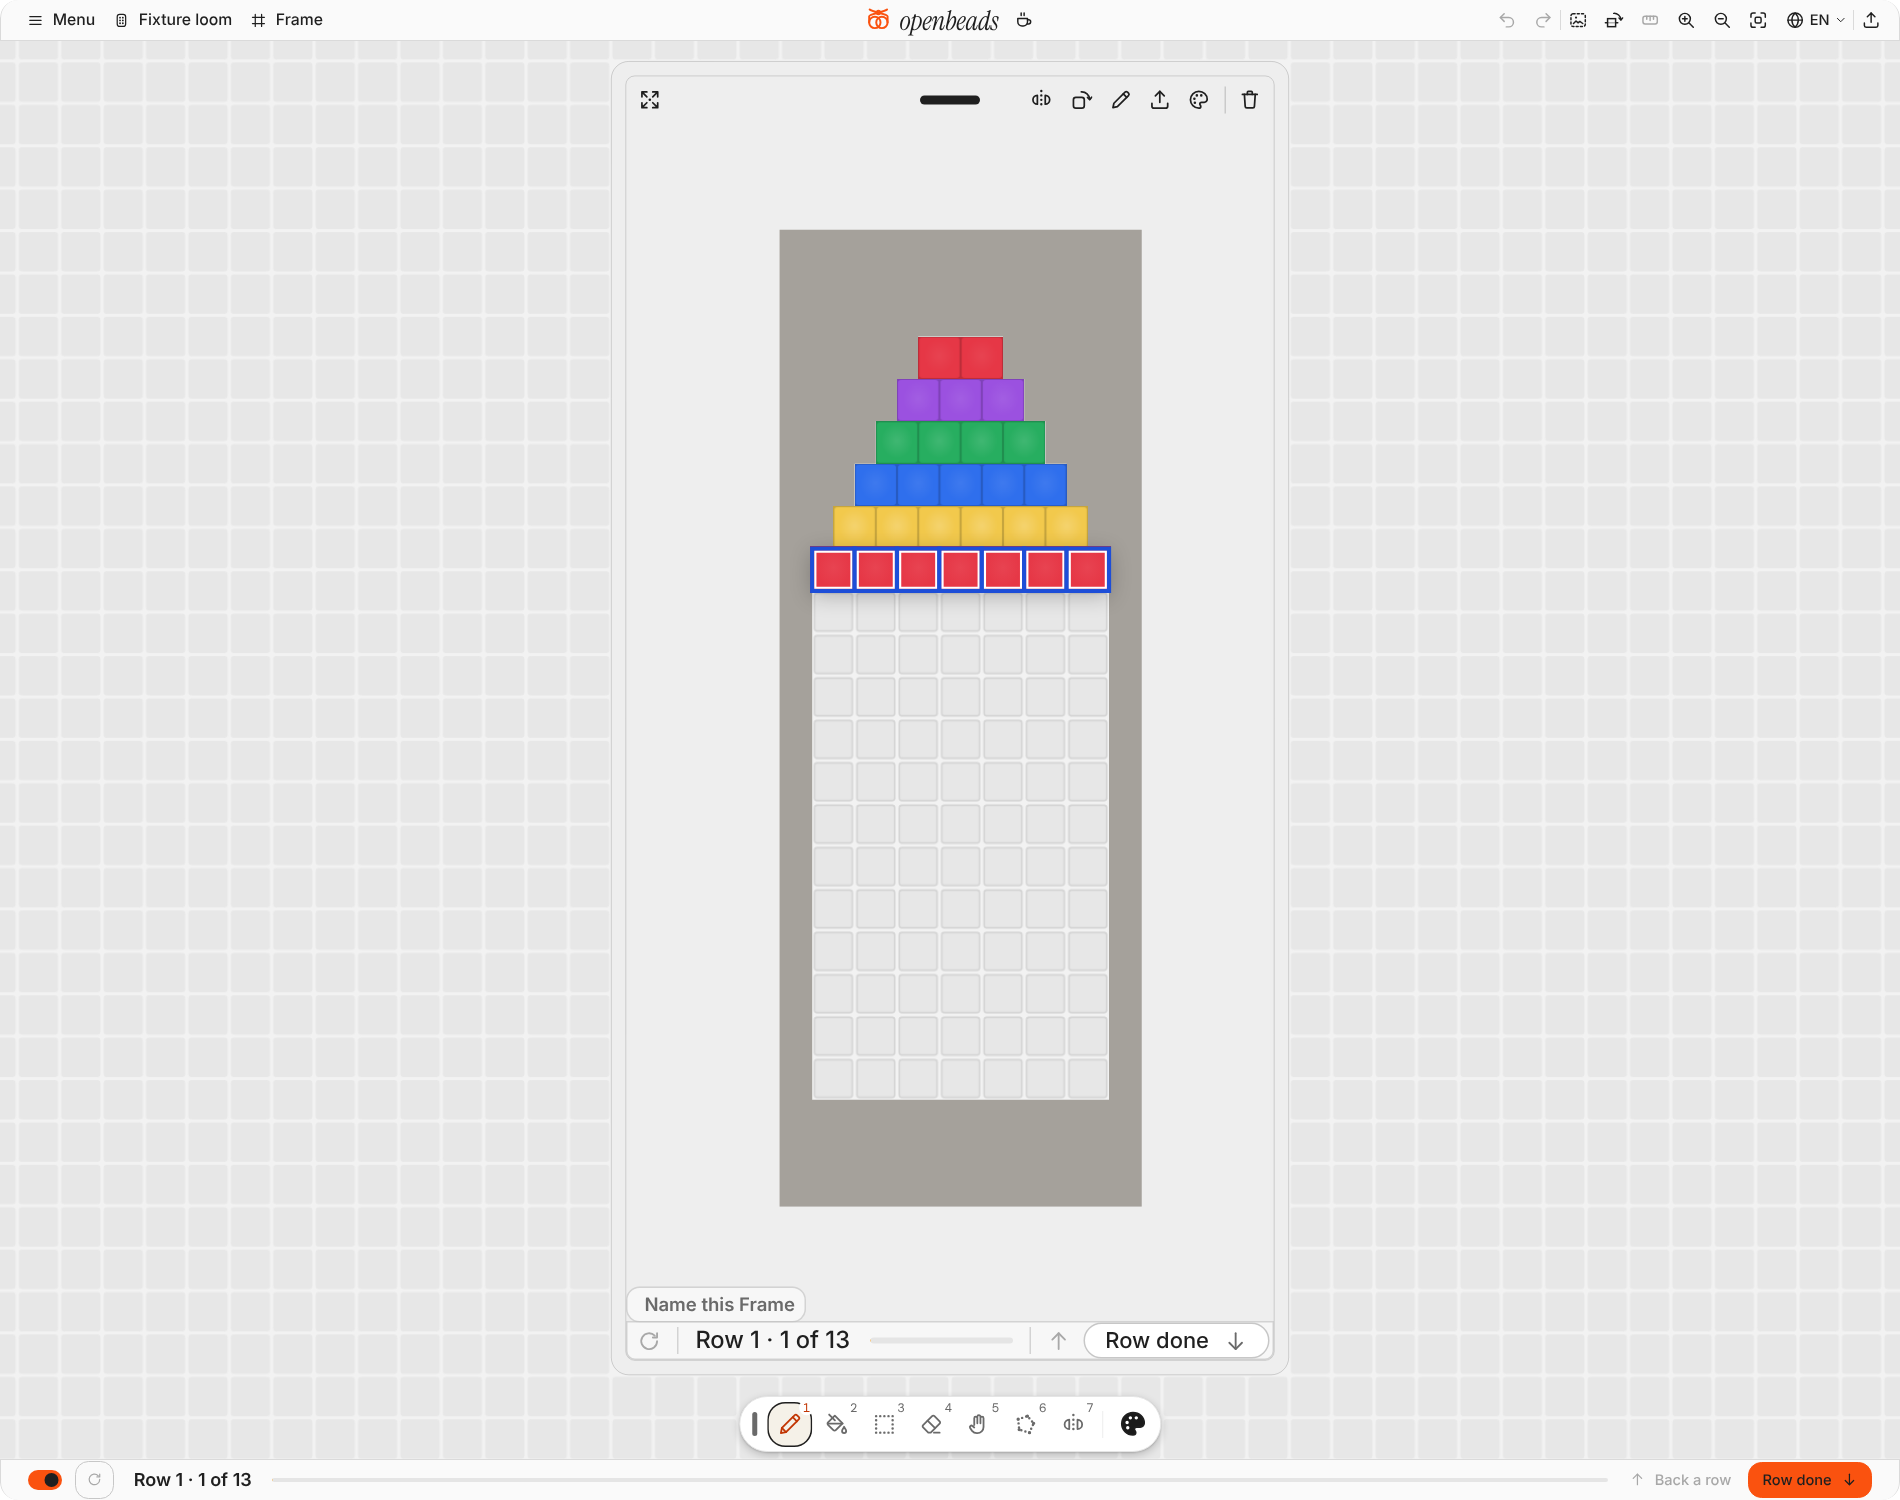 Menu Fixture loom Frame openbeads EN
Name this Frame
Row 1 · 1 of 13 Row done
1 2 3 4 5 6 7
Row 1 · 1 of 13 Back a row Row done